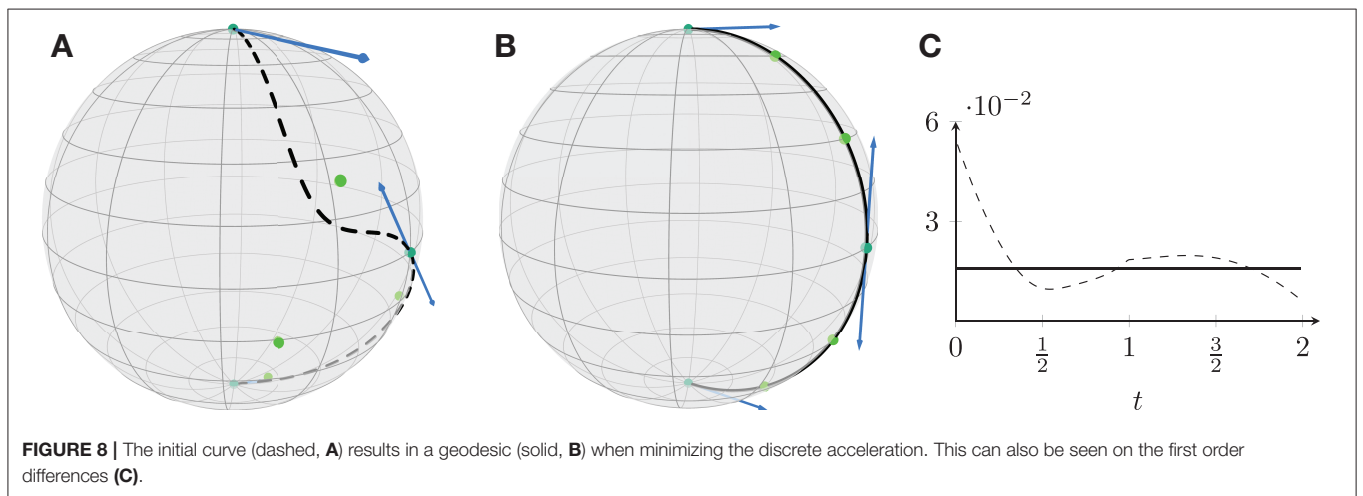 A
B
C
6
·10⁻²
3
0
1/2
1
3/2
2
t
FIGURE 8 | The initial curve (dashed, A) results in a geodesic (solid, B) when minimizing the discrete acceleration. This can also be seen on the first order
differences (C).